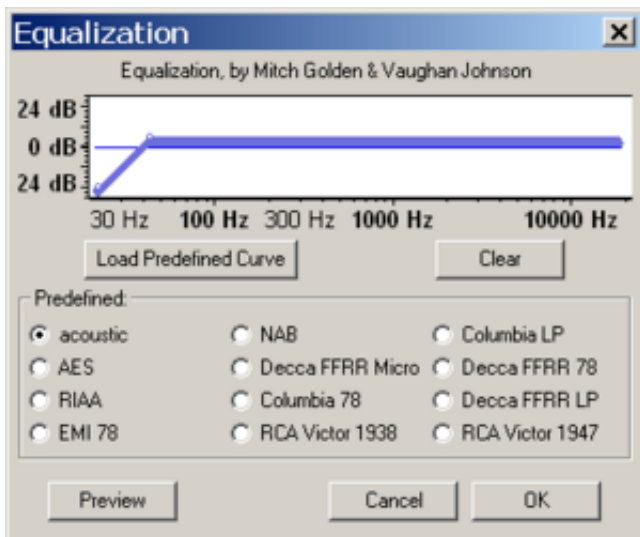 Equalization
Equalization, by Mitch Golden & Vaughan Johnson
24 dB
0 dB
24 dB
30 Hz 100 Hz 300 Hz 1000 Hz 10000 Hz
Load Predefined Curve Clear
Predefined:
acoustic NAB Columbia LP
AES Decca FFRR Micro Decca FFRR 78
RIAA Columbia 78 Decca FFRR LP
EMI 78 RCA Victor 1938 RCA Victor 1947
Preview Cancel OK